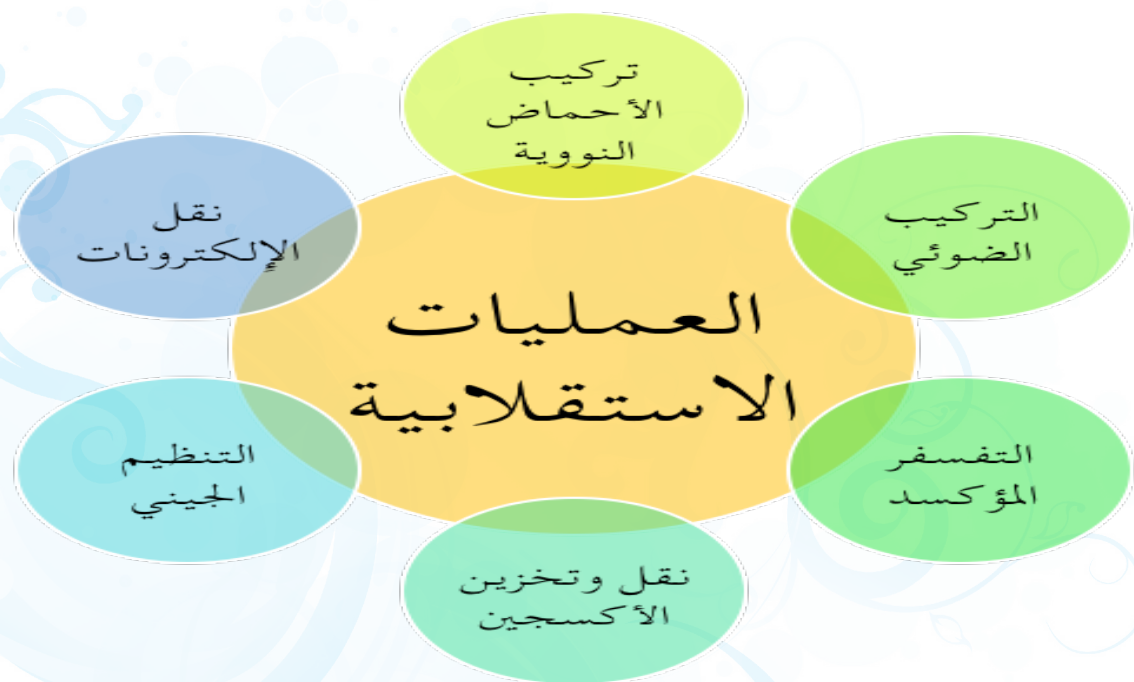 تركيب
الأحماض
النووية
التركيب
الضوئي
التفسفر
المؤكسد
نقل وتخزين
الأكسجين
التنظيم
الجيني
نقل
الإلكترونات
العمليات
الاستقلابية